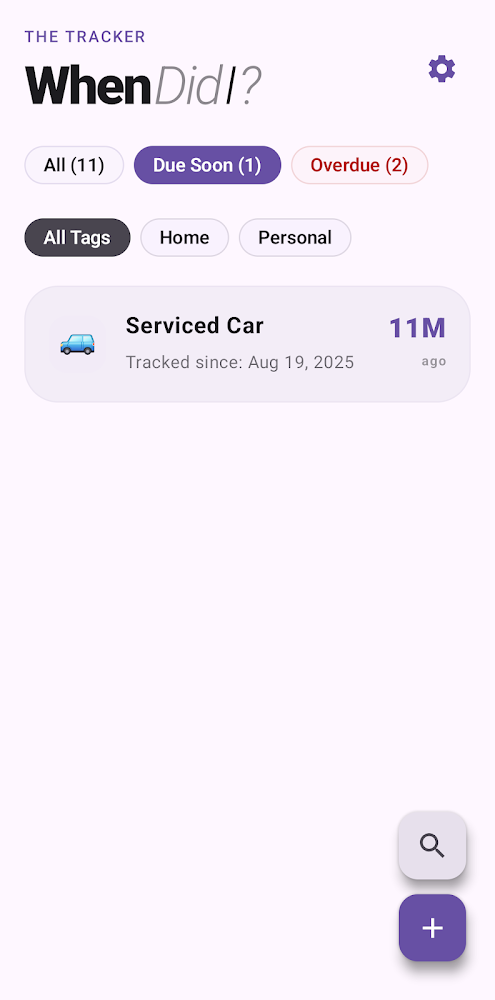 THE TRACKER
WhenDidI?
All (11) Due Soon (1) Overdue (2)
All Tags Home Personal
Serviced Car 11M
Tracked since: Aug 19, 2025 ago